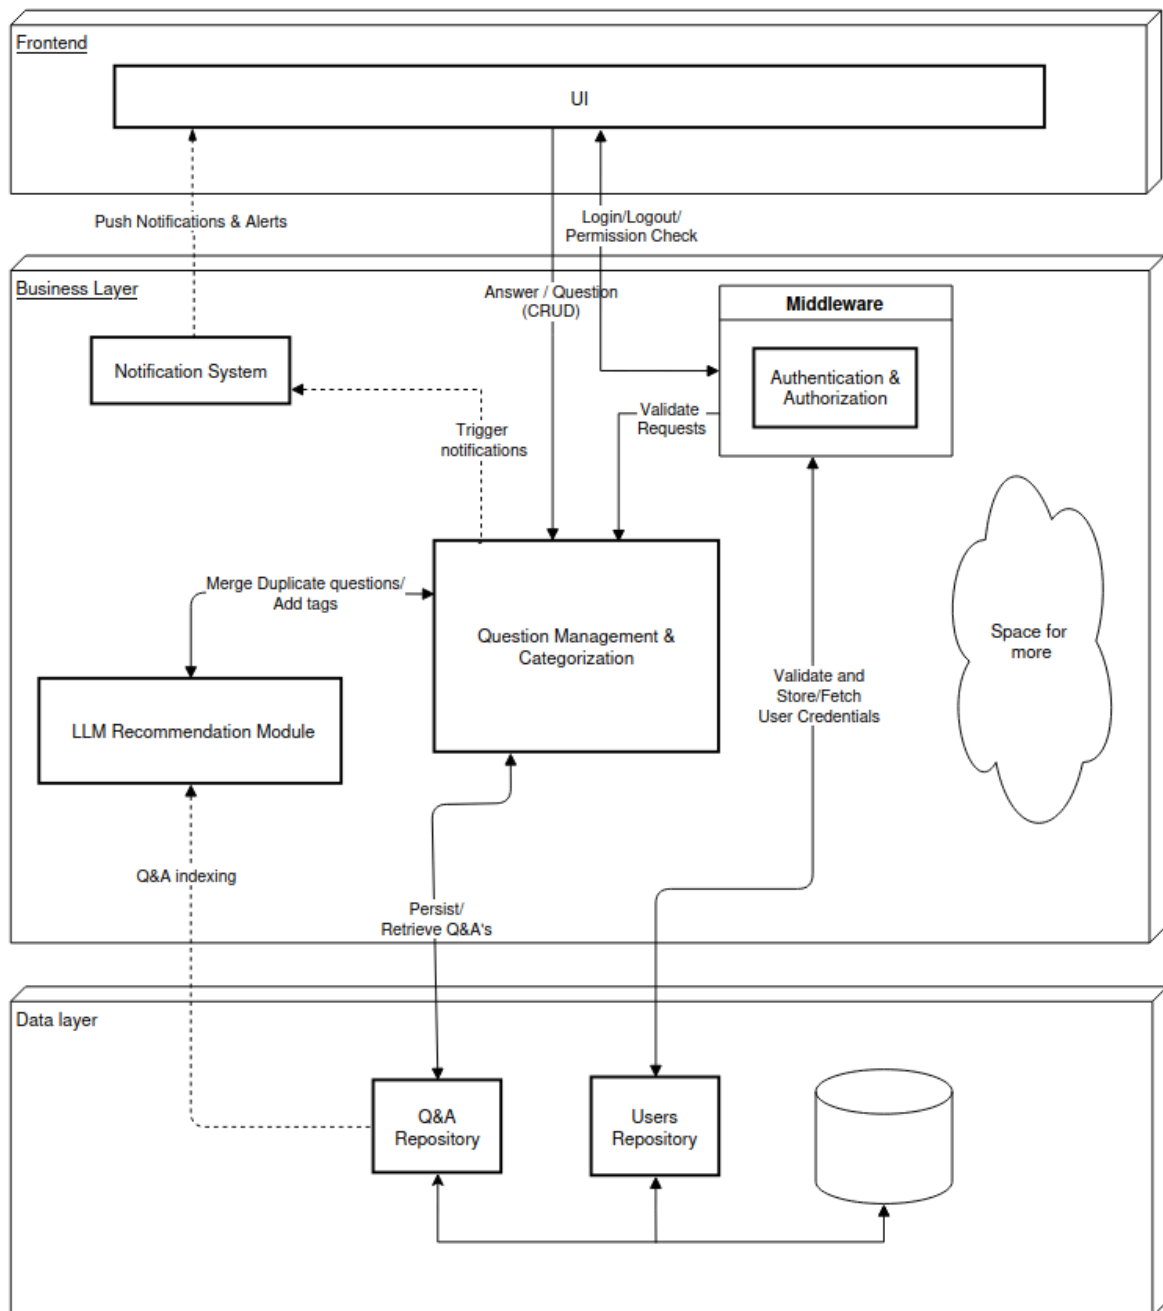 Frontend
UI
Push Notifications & Alerts
Login/Logout/
Permission Check
Business Layer
Answer / Question
(CRUD)
Middleware
Notification System
Authentication &
Authorization
Validate
Requests
Trigger
notifications
Merge Duplicate questions/
Add tags
Question Management &
Categorization
Space for
more
LLM Recommendation Module
Validate and
Store/Fetch
User Credentials
Q&A indexing
Persist/
Retrieve Q&A's
Data layer
Q&A
Repository
Users
Repository